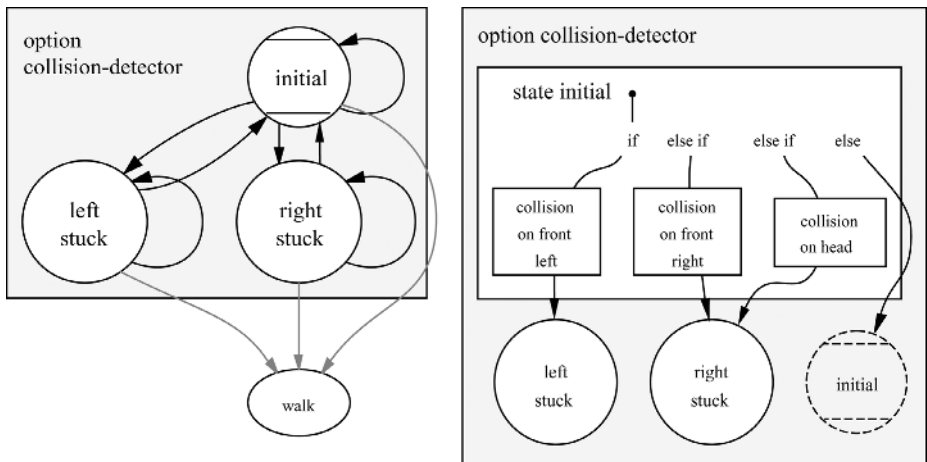 option
collision-detector
initial
left
stuck
right
stuck
walk
option collision-detector
state initial
if else if else if else
collision
on front
left
collision
on front
right
collision
on head
left
stuck
right
stuck
initial